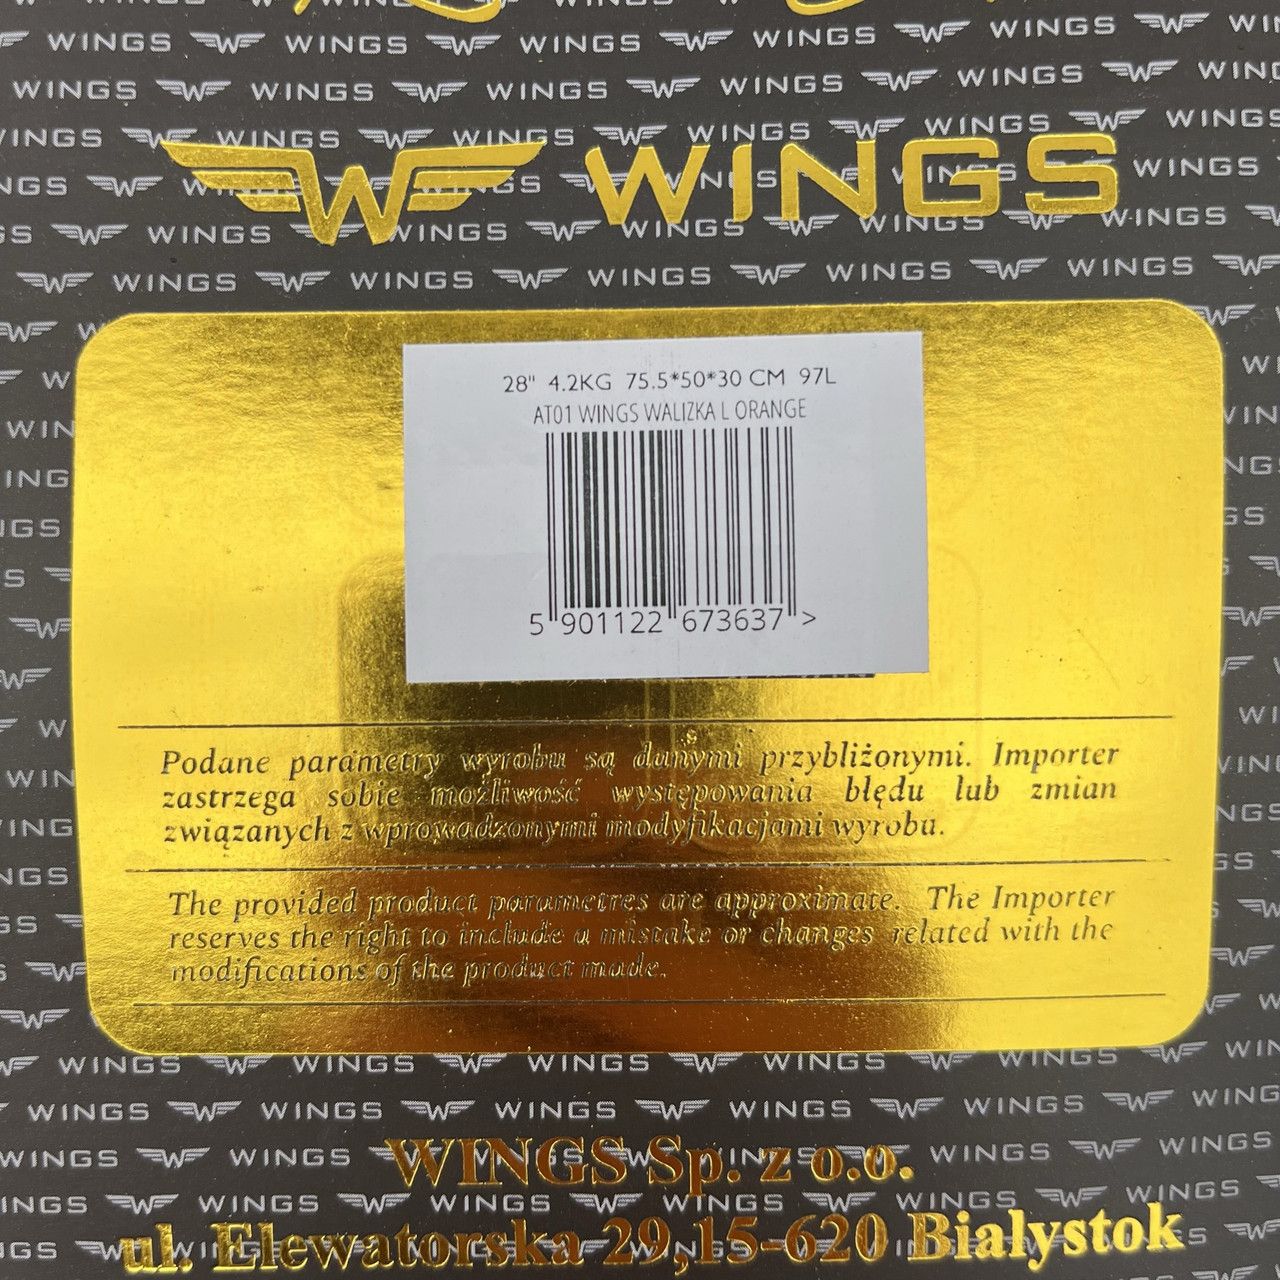 WINGS
28" 4.2KG 75.5*50*30 CM 97L
AT01 WINGS WALIZKA L ORANGE
5 901122 673637 >
Podane parametry wyrobu są danymi przybliżonymi. Importer
zastrzega sobie możliwość występowania błędu lub zmian
związanych z wprowadzonymi modyfikacjami wyrobu.
The provided product parametres are approximate. The Importer
reserves the right to include a mistake or changes related with the
modifications of the product made.
WINGS Sp. z o.o.
ul. Elewatorska 29,15-620 Bialystok